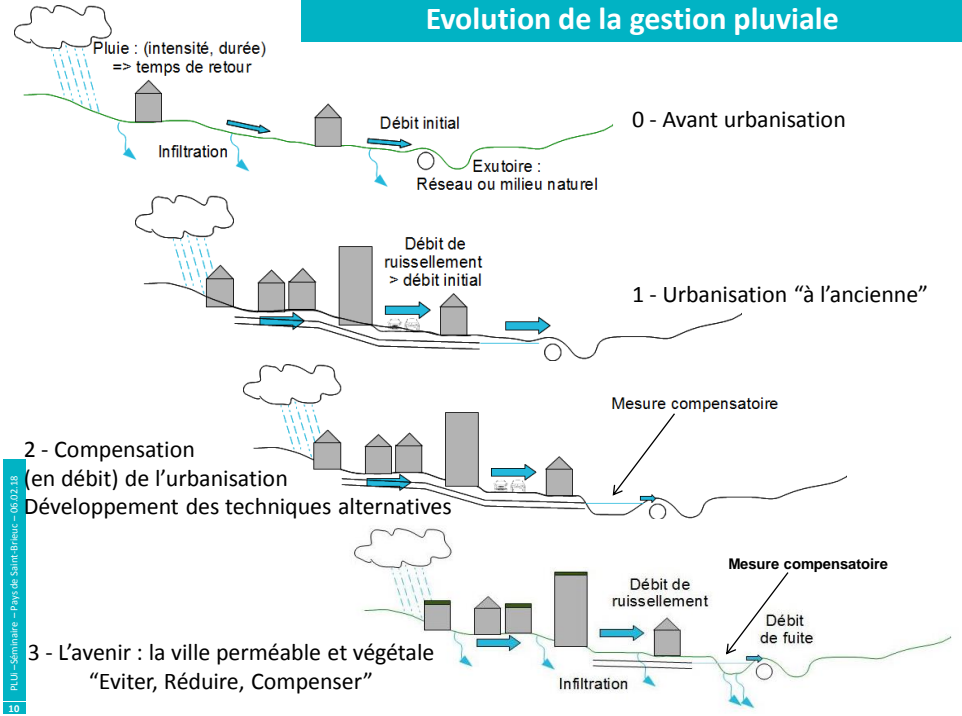 Evolution de la gestion pluviale
Pluie : (intensité, durée)
=> temps de retour
Débit initial
0 - Avant urbanisation
Infiltration
Exutoire :
Réseau ou milieu naturel
Débit de
ruissellement
> débit initial
1 - Urbanisation “à l’ancienne”
Mesure compensatoire
2 - Compensation
(en débit) de l’urbanisation
Développement des techniques alternatives
Mesure compensatoire
Débit de
ruissellement
Débit
de fuite
3 - L’avenir : la ville perméable et végétale
“Eviter, Réduire, Compenser”
Infiltration
PLUI –Séminaire – Pays de Saint-Brieuc – 06.02.18
10